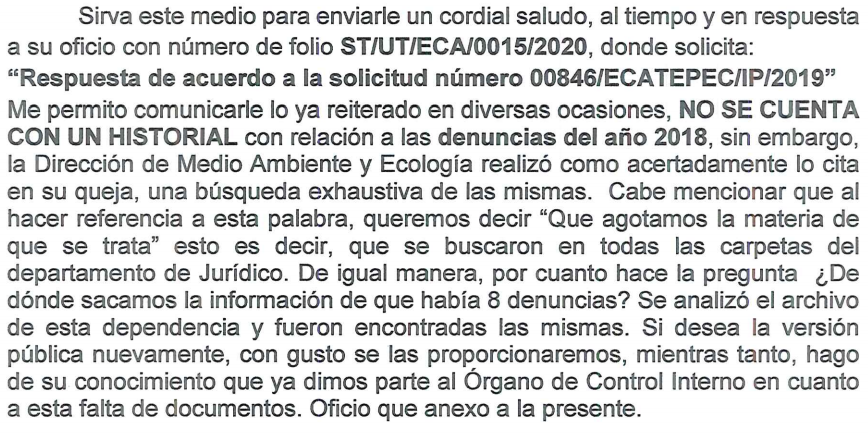 Sirva este medio para enviarle un cordial saludo, al tiempo y en respuesta
a su oficio con número de folio ST/UT/ECA/0015/2020, donde solicita:
“Respuesta de acuerdo a la solicitud número 00846/ECATEPEC/IP/2019”
Me permito comunicarle lo ya reiterado en diversas ocasiones, NO SE CUENTA
CON UN HISTORIAL con relación a las denuncias del año 2018, sin embargo,
la Dirección de Medio Ambiente y Ecología realizó como acertadamente lo cita
en su queja, una búsqueda exhaustiva de las mismas. Cabe mencionar que al
hacer referencia a esta palabra, queremos decir “Que agotamos la materia de
que se trata” esto es decir, que se buscaron en todas las carpetas del
departamento de Jurídico. De igual manera, por cuanto hace la pregunta ¿De
dónde sacamos la información de que había 8 denuncias? Se analizó el archivo
de esta dependencia y fueron encontradas las mismas. Si desea la versión
pública nuevamente, con gusto se las proporcionaremos, mientras tanto, hago
de su conocimiento que ya dimos parte al Órgano de Control Interno en cuanto
a esta falta de documentos. Oficio que anexo a la presente.